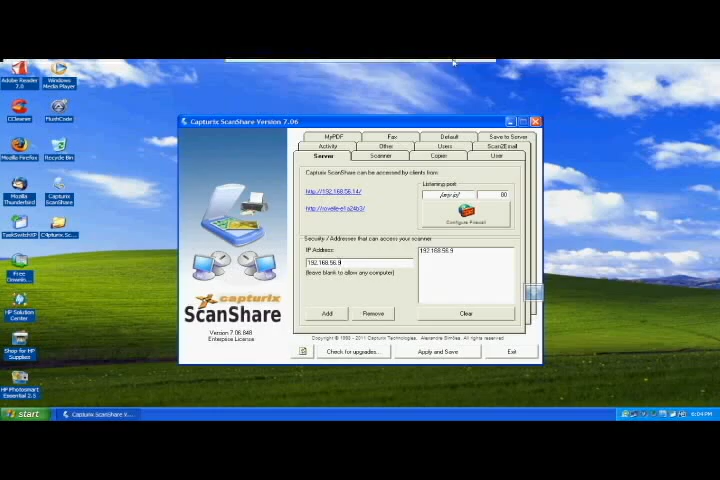 Adobe Reader 7.0
Windows Media Player
CCleaner
FlushCode
Mozilla Firefox
Recycle Bin
Mozilla Thunderbird
Capturix ScanShare
TaskSwitchXP
Capturix Sc...
Free Downlo...
HP Solution Center
Shop for HP Supplies
HP Photosmart Essential 2.5
Capturix ScanShare Version 7.06
MyPDF Fax Default Save to Server
Activity Other Users Scan2Email
Server Scanner Copier User
Capturix ScanShare can be accessed by clients from:
http://192.168.56.14/
http://rovelle-e1a24b3/
Listening port
80
Configure Firewall
Security / Addresses that can access your scanner
IP Address
192.168.56.9
(leave blank to allow any computer)
192.168.56.9
Add Remove Clear
capturix
ScanShare
Version 7.06.848
Enterprise License
Copyright © 1998 - 2011 Capturix Technologies, Alexandre Simões. All rights reserved
Check for upgrades... Apply and Save Exit
start
Capturix ScanShare V...
6:04 PM